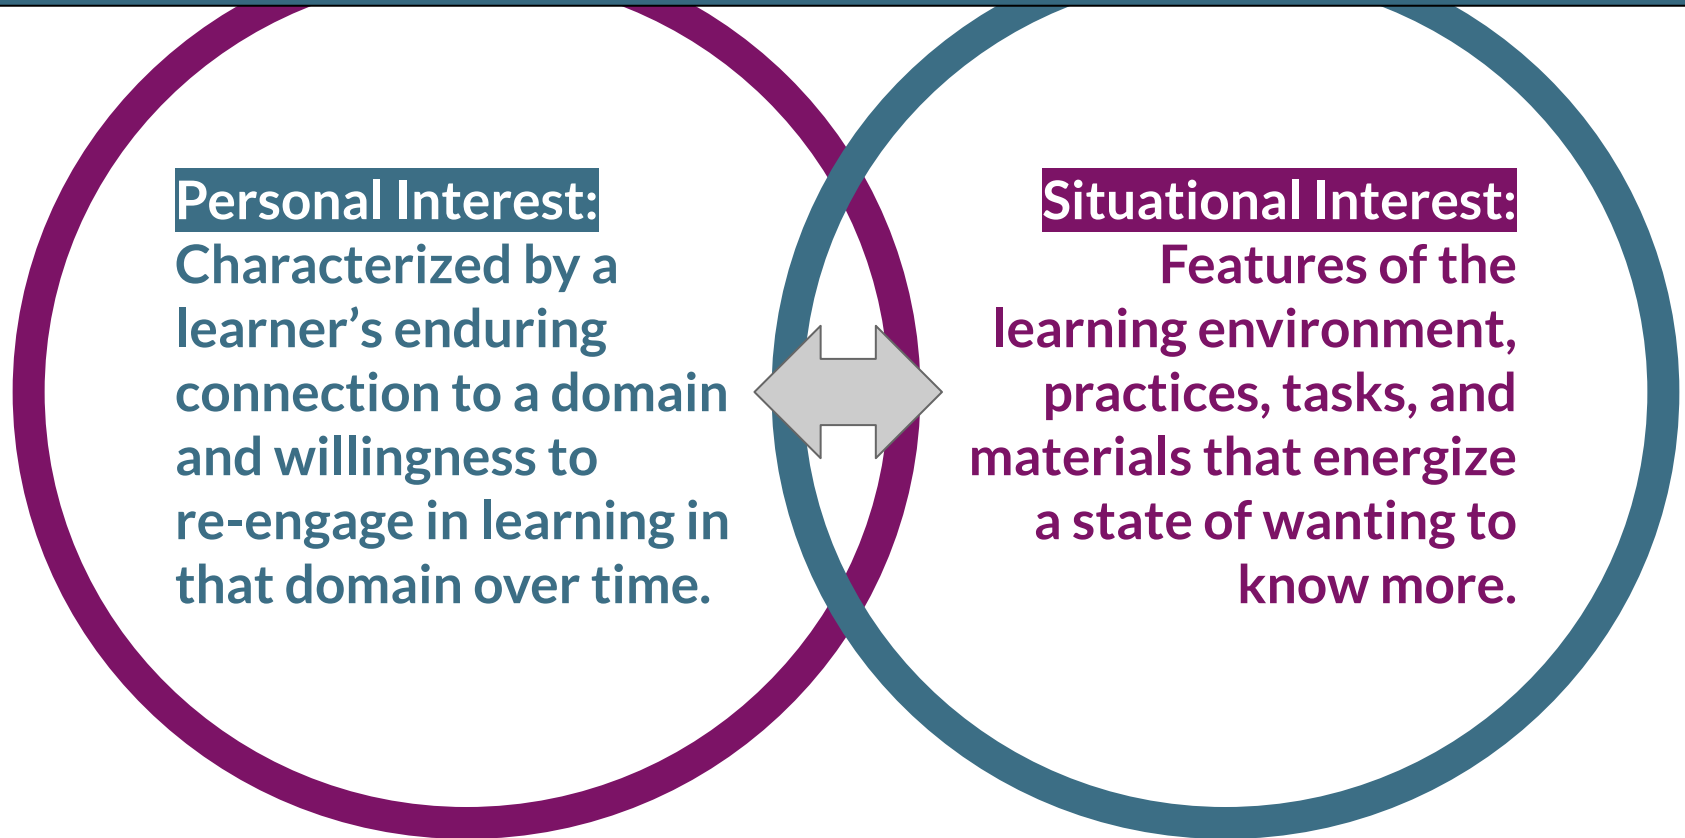 Personal Interest:
Characterized by a
learner’s enduring
connection to a domain
and willingness to
re-engage in learning in
that domain over time.
Situational Interest:
Features of the
learning environment,
practices, tasks, and
materials that energize
a state of wanting to
know more.